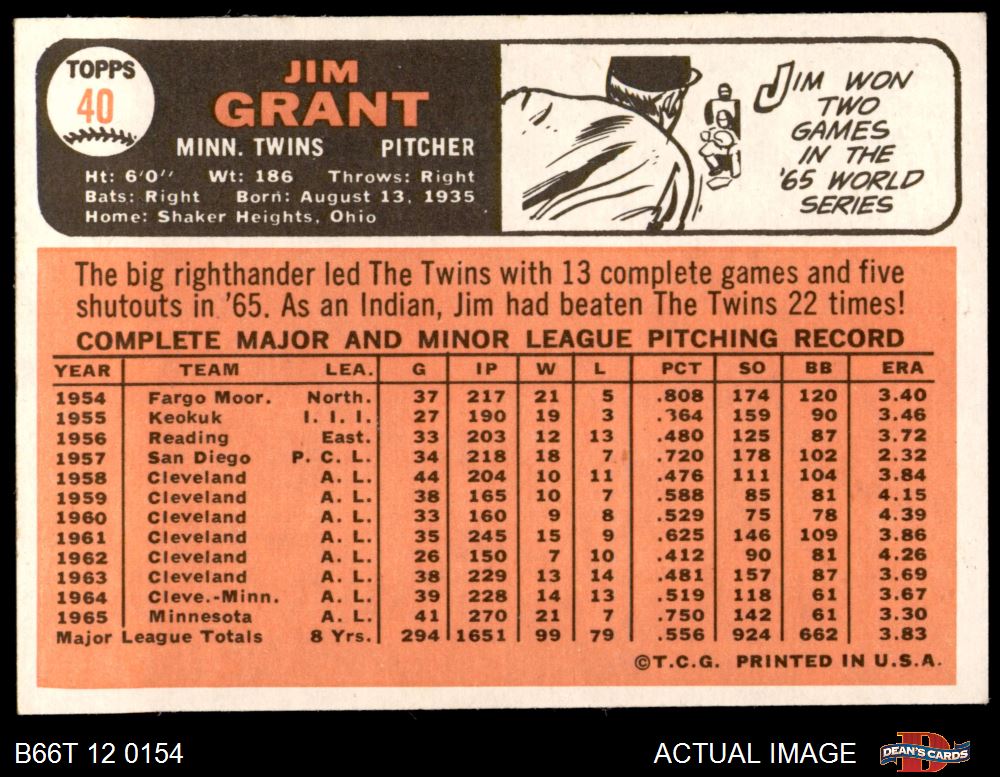 TOPPS
40
JIM
GRANT
MINN. TWINS PITCHER
Ht: 6'0" Wt: 186 Throws: Right
Bats: Right Born: August 13, 1935
Home: Shaker Heights, Ohio
JIM WON
TWO
GAMES
IN THE
'65 WORLD
SERIES
The big righthander led The Twins with 13 complete games and five
shutouts in '65. As an Indian, Jim had beaten The Twins 22 times!
COMPLETE MAJOR AND MINOR LEAGUE PITCHING RECORD
YEAR TEAM LEA. G IP W L PCT SO BB ERA
1954 Fargo Moor. North. 37 217 21 5 .808 174 120 3.40
1955 Keokuk I. I. I. 27 190 19 3 .364 159 90 3.46
1956 Reading East. 33 203 12 13 .480 125 87 3.72
1957 San Diego P. C. L. 34 218 18 7 .720 178 102 2.32
1958 Cleveland A. L. 44 204 10 11 .476 111 104 3.84
1959 Cleveland A. L. 38 165 10 7 .588 85 81 4.15
1960 Cleveland A. L. 33 160 9 8 .529 75 78 4.39
1961 Cleveland A. L. 35 245 15 9 .625 146 109 3.86
1962 Cleveland A. L. 26 150 7 10 .412 90 81 4.26
1963 Cleveland A. L. 38 229 13 14 .481 157 87 3.69
1964 Cleve.-Minn. A. L. 39 228 14 13 .519 118 61 3.67
1965 Minnesota A. L. 41 270 21 7 .750 142 61 3.30
Major League Totals 8 Yrs. 294 1651 99 79 .556 924 662 3.83
©T.C.G. PRINTED IN U.S.A.
B66T 12 0154 ACTUAL IMAGE DEAN'S CARDS